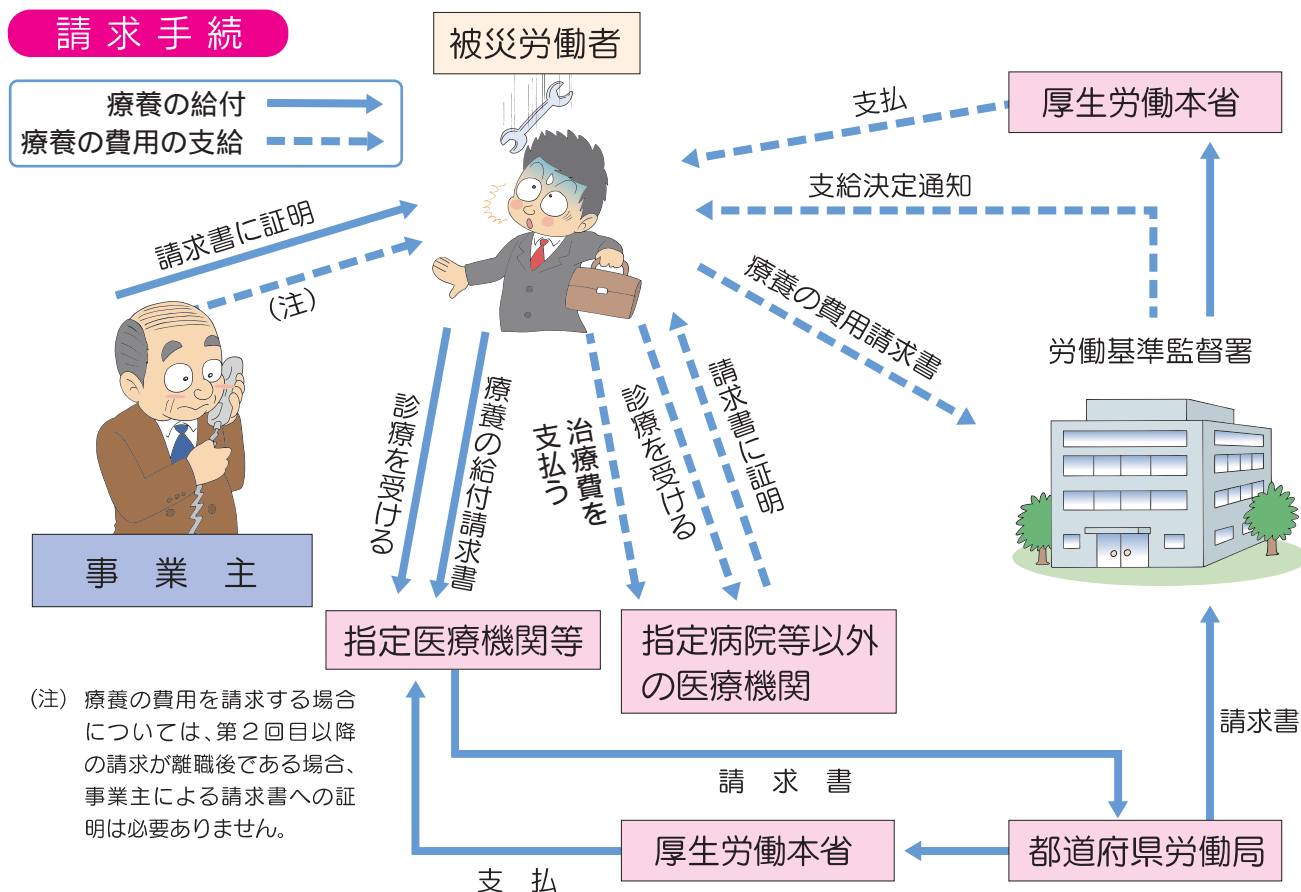 請求手続
被災労働者
療養の給付
療養の費用の支給
厚生労働本省
支払
支給決定通知
請求書に証明
(注)
療養の費用請求書
労働基準監督署
診療を受ける
療養の給付請求書
治療費を
支払う
診療を受ける
請求書に証明
事業主
指定医療機関等
指定病院等以外
の医療機関
(注) 療養の費用を請求する場合
については、第2回目以降
の請求が離職後である場合、
事業主による請求書への証
明は必要ありません。
請求書
請求書
厚生労働本省
都道府県労働局
支払